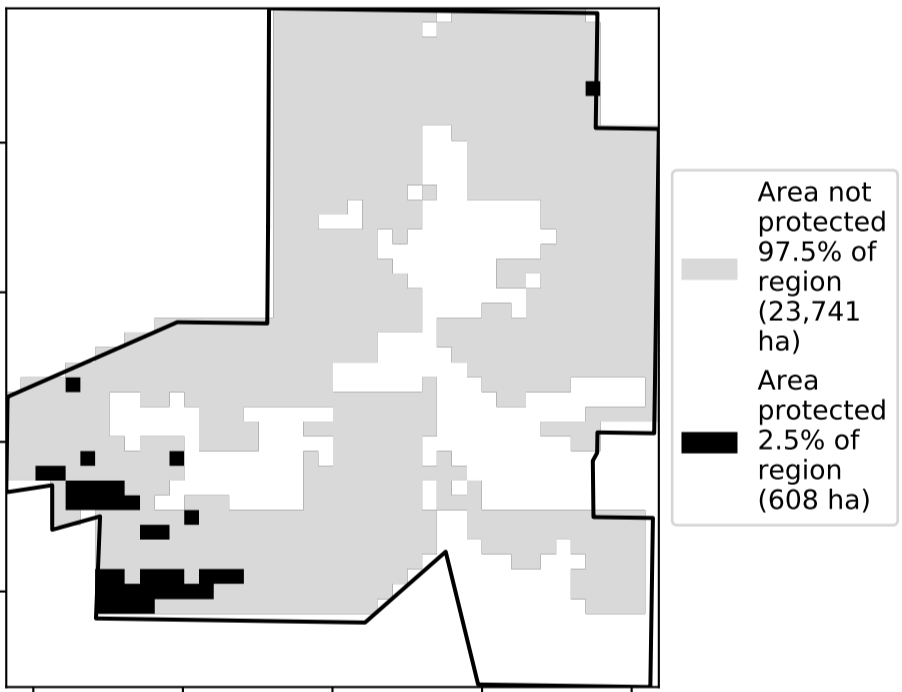 Area not
protected
97.5% of
region
(23,741
ha)
Area
protected
2.5% of
region
(608 ha)